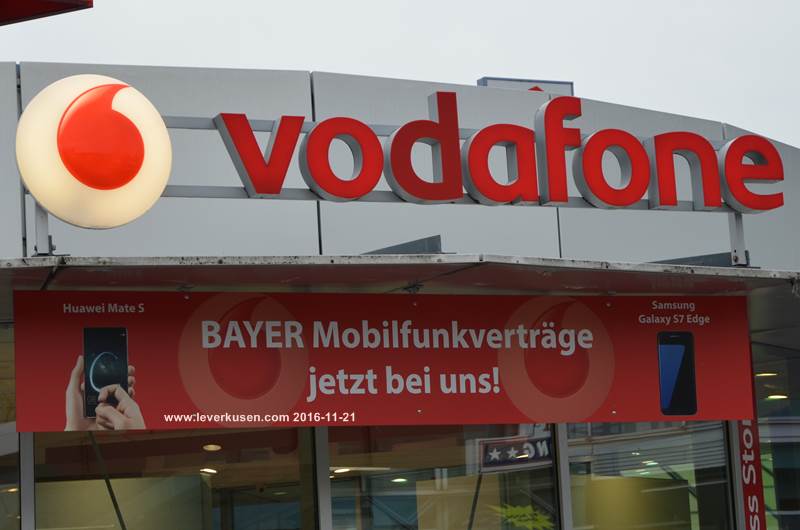 vodafone
Huawei Mate S
Samsung
Galaxy S7 Edge
BAYER Mobilfunkverträge
jetzt bei uns!
www.leverkusen.com 2016-11-21